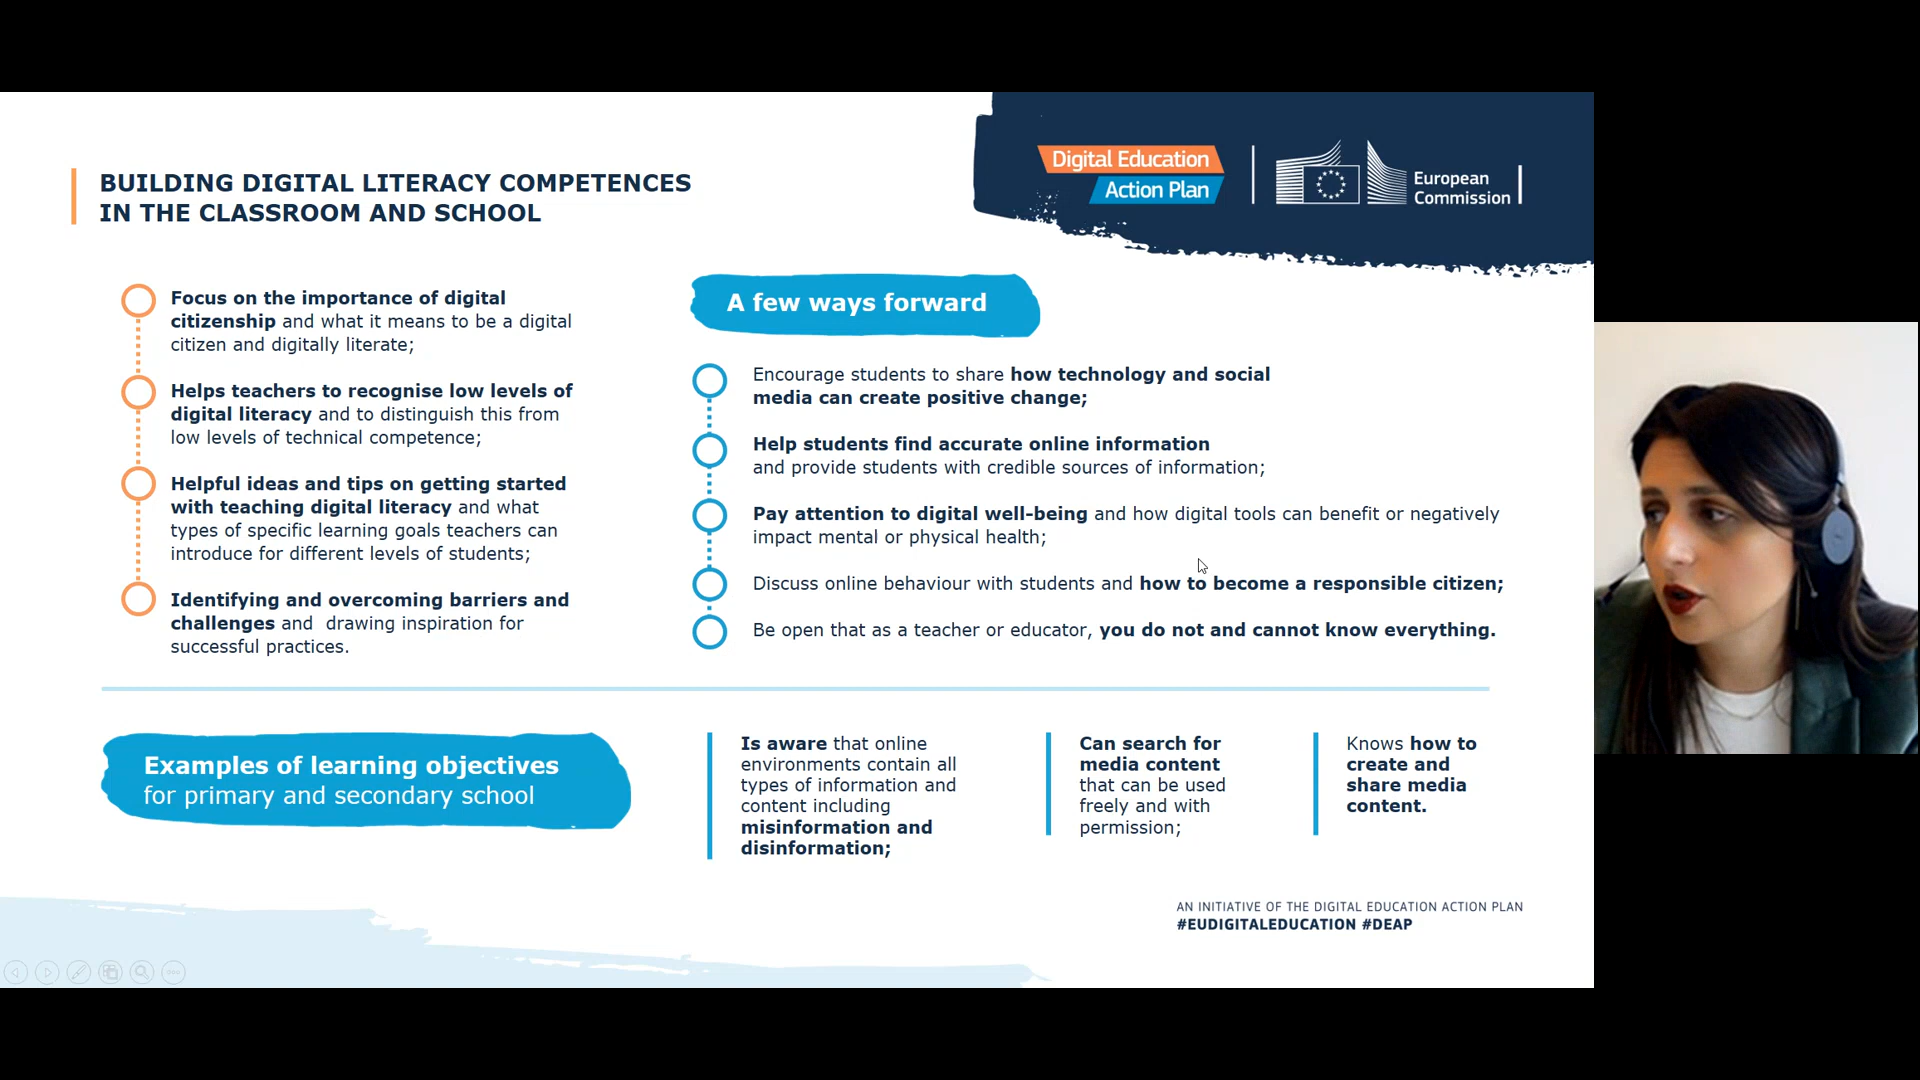 BUILDING DIGITAL LITERACY COMPETENCES
IN THE CLASSROOM AND SCHOOL
Digital Education
Action Plan
European
Commission
Focus on the importance of digital
citizenship and what it means to be a digital
citizen and digitally literate;
Helps teachers to recognise low levels of
digital literacy and to distinguish this from
low levels of technical competence;
Helpful ideas and tips on getting started
with teaching digital literacy and what
types of specific learning goals teachers can
introduce for different levels of students;
Identifying and overcoming barriers and
challenges and  drawing inspiration for
successful practices.
A few ways forward
Encourage students to share how technology and social
media can create positive change;
Help students find accurate online information
and provide students with credible sources of information;
Pay attention to digital well-being and how digital tools can benefit or negatively
impact mental or physical health;
Discuss online behaviour with students and how to become a responsible citizen;
Be open that as a teacher or educator, you do not and cannot know everything.
Examples of learning objectives
for primary and secondary school
Is aware that online
environments contain all
types of information and
content including
misinformation and
disinformation;
Can search for
media content
that can be used
freely and with
permission;
Knows how to
create and
share media
content.
AN INITIATIVE OF THE DIGITAL EDUCATION ACTION PLAN
#EUDIGITALEDUCATION #DEAP